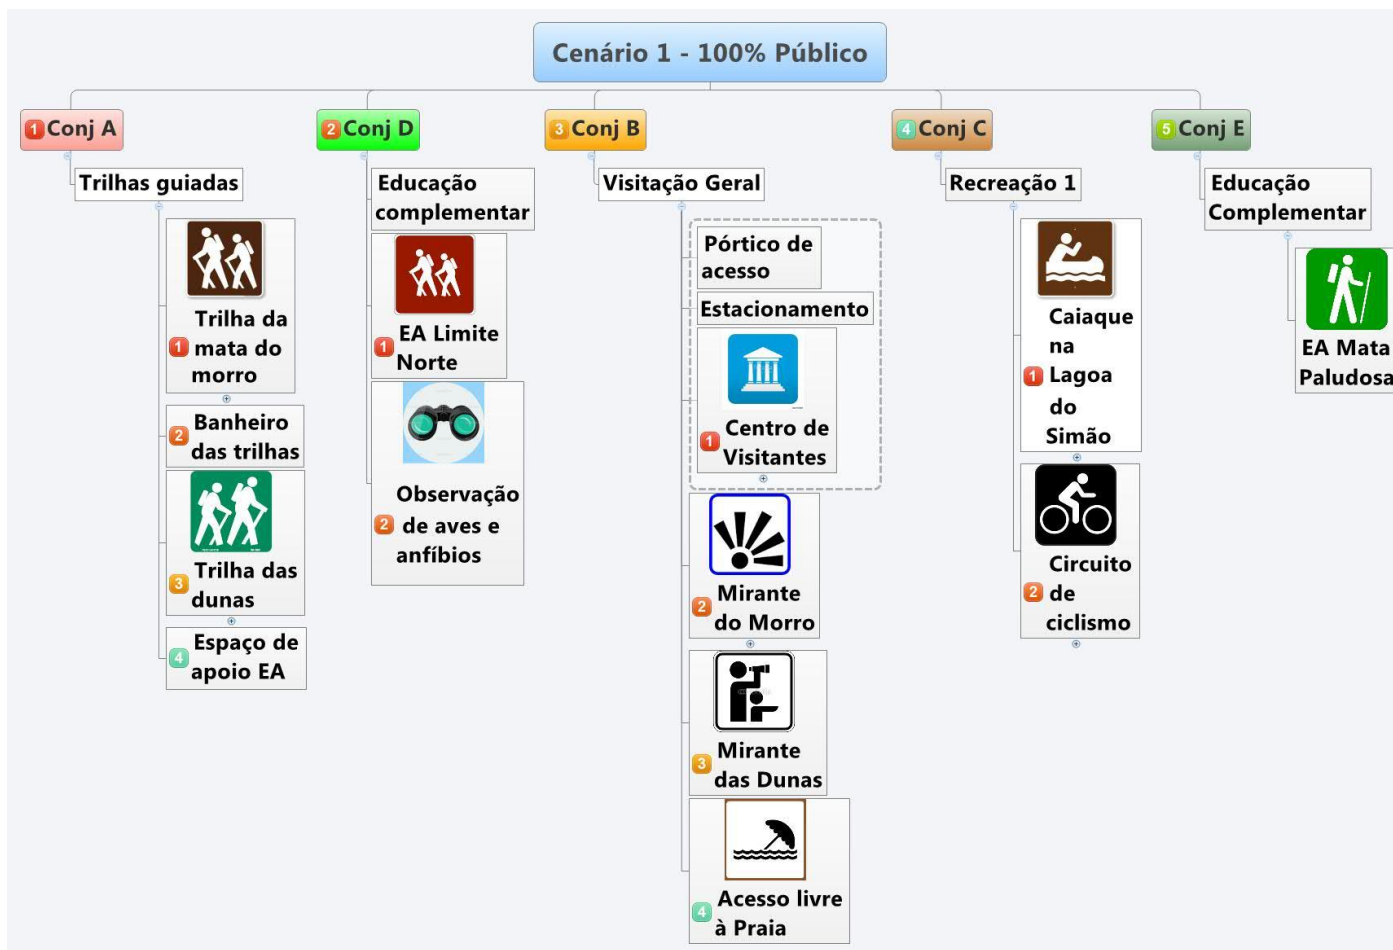 Cenário 1 - 100% Público
1 Conj A
Trilhas guiadas
Trilha da
1 mata do
morro
2 Banheiro
das trilhas
Trilha das
3 dunas
Espaço de
4 apoio EA
2 Conj D
Educação
complementar
EA Limite
1 Norte
Observação
2 de aves e
anfíbios
3 Conj B
Visitação Geral
Pórtico de
acesso
Estacionamento
Centro de
1 Visitantes
Mirante
2 do Morro
Mirante
3 das Dunas
Acesso livre
4 à Praia
4 Conj C
Recreação 1
Caiaque
na
1 Lagoa
do
Simão
Circuito
2 de
ciclismo
5 Conj E
Educação
Complementar
EA Mata
Paludosa